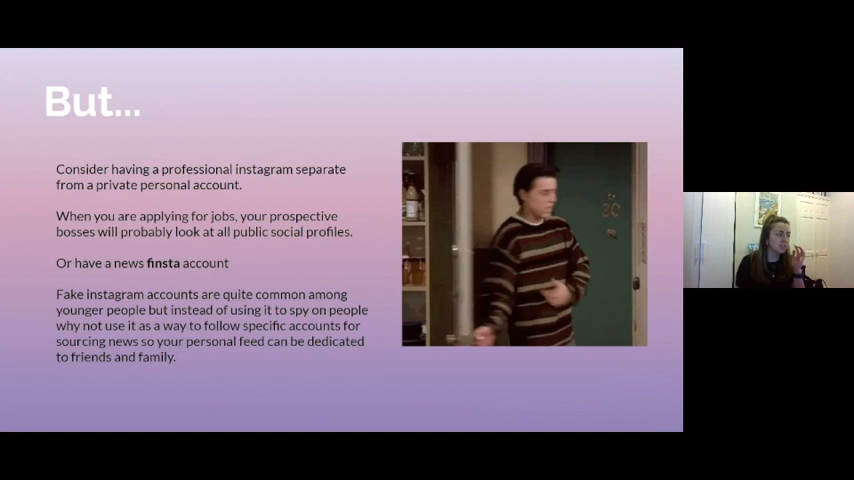 But...
Consider having a professional instagram separate
from a private personal account.
When you are applying for jobs, your prospective
bosses will probably look at all public social profiles.
Or have a news finsta account
Fake instagram accounts are quite common among
younger people but instead of using it to spy on people
why not use it as a way to follow specific accounts for
sourcing news so your personal feed can be dedicated
to friends and family.
2C